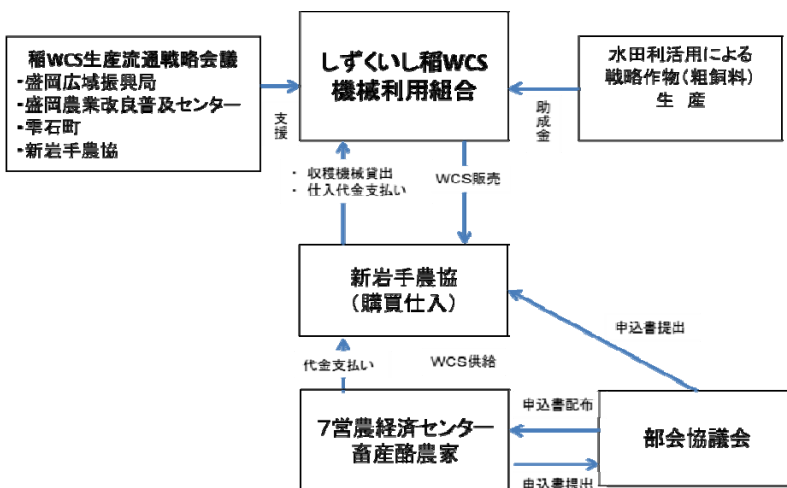 稲WCS生産流通戦略会議
・盛岡広域振興局
・盛岡農業改良普及センター
・雫石町
・新岩手農協
しずくいし稲WCS
機械利用組合
水田利活用による
戦略作物(粗飼料)
生 産
支援
助成金
・ 収穫機械貸出
・ 仕入代金支払い
WCS販売
新岩手農協
(購買仕入)
申込書提出
代金支払い
WCS供給
7営農経済センター
畜産酪農家
申込書配布
部会協議会
申込書提出